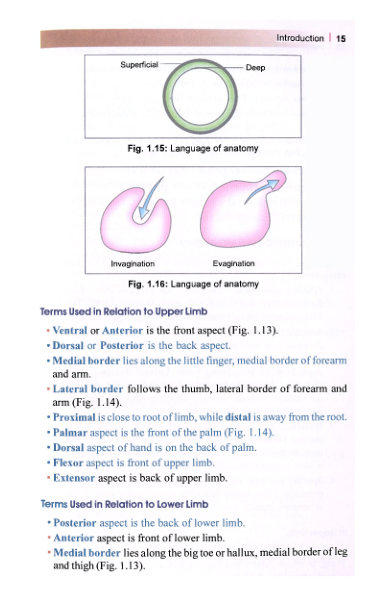 Introduction | 15
Superficial
Deep
Fig. 1.15: Language of anatomy
Invagination
Evagination
Fig. 1.16: Language of anatomy
Terms Used in Relation to Upper Limb
• Ventral or Anterior is the front aspect (Fig. 1.13).
• Dorsal or Posterior is the back aspect.
• Medial border lies along the little finger, medial border of forearm
and arm.
• Lateral border follows the thumb, lateral border of forearm and
arm (Fig. 1.14).
• Proximal is close to root of limb, while distal is away from the root.
• Palmar aspect is the front of the palm (Fig. 1.14).
• Dorsal aspect of hand is on the back of palm.
• Flexor aspect is front of upper limb.
• Extensor aspect is back of upper limb.
Terms Used in Relation to Lower Limb
• Posterior aspect is the back of lower limb.
• Anterior aspect is front of lower limb.
• Medial border lies along the big toe or hallux, medial border of leg
and thigh (Fig. 1.13).